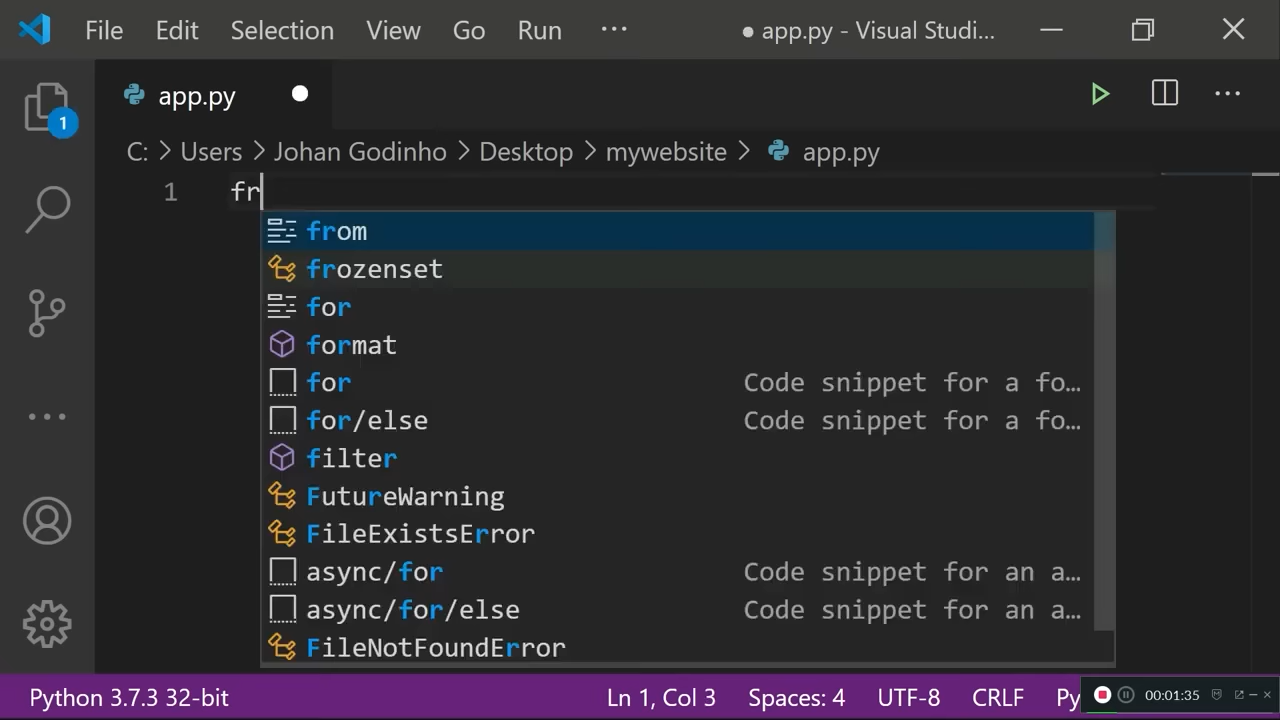 File Edit Selection View Go Run ··· ● app.py - Visual Studi...
app.py
1
C: > Users > Johan Godinho > Desktop > mywebsite > app.py
1 fr
from
frozenset
for
format
for Code snippet for a fo…
for/else Code snippet for a fo…
filter
FutureWarning
FileExistsError
async/for Code snippet for an a…
async/for/else Code snippet for an a…
FileNotFoundError
Python 3.7.3 32-bit Ln 1, Col 3 Spaces: 4 UTF-8 CRLF Py 00:01:35